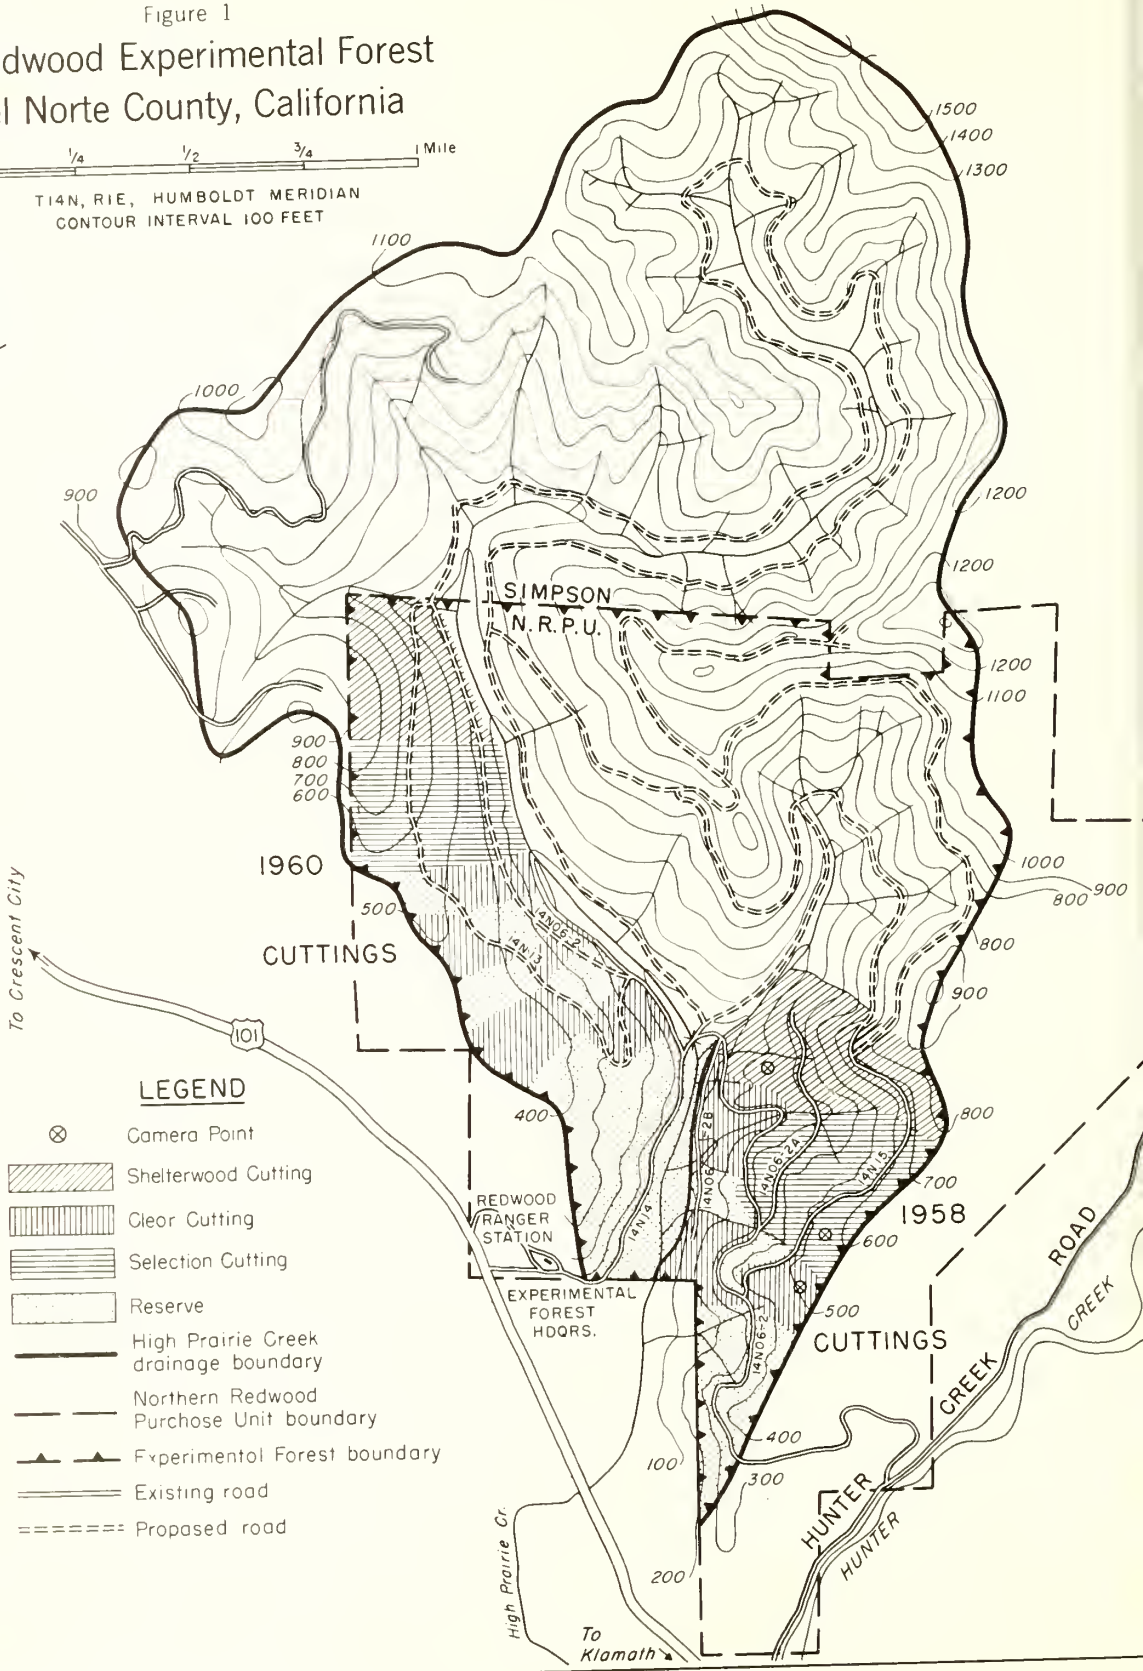 Figure 1
dwood Experimental Forest
l Norte County, California
1/4 1/2 3/4 1 Mile
T14N, R1E, HUMBOLDT MERIDIAN
CONTOUR INTERVAL 100 FEET
1500
1400
1300
1100
1000
900
1200
1200
SIMPSON
N.R.P.U.
1200
1100
900
800
700
600
1960
CUTTINGS
500
1000
900
800
800
900
14N06-2
14N13
To Crescent City
101
400
800
700
1958
600
500
CUTTINGS
14N06-2B
14N06-2A
14N15
14N14
14N06-2
REDWOOD
RANGER
STATION
EXPERIMENTAL
FOREST
HDQRS.
LEGEND
Camera Point
Shelterwood Cutting
Clear Cutting
Selection Cutting
Reserve
High Prairie Creek
drainage boundary
Northern Redwood
Purchase Unit boundary
Experimental Forest boundary
Existing road
Proposed road
400
300
100
200
High Prairie Cr.
To
Klamath
HUNTER CREEK ROAD
HUNTER CREEK